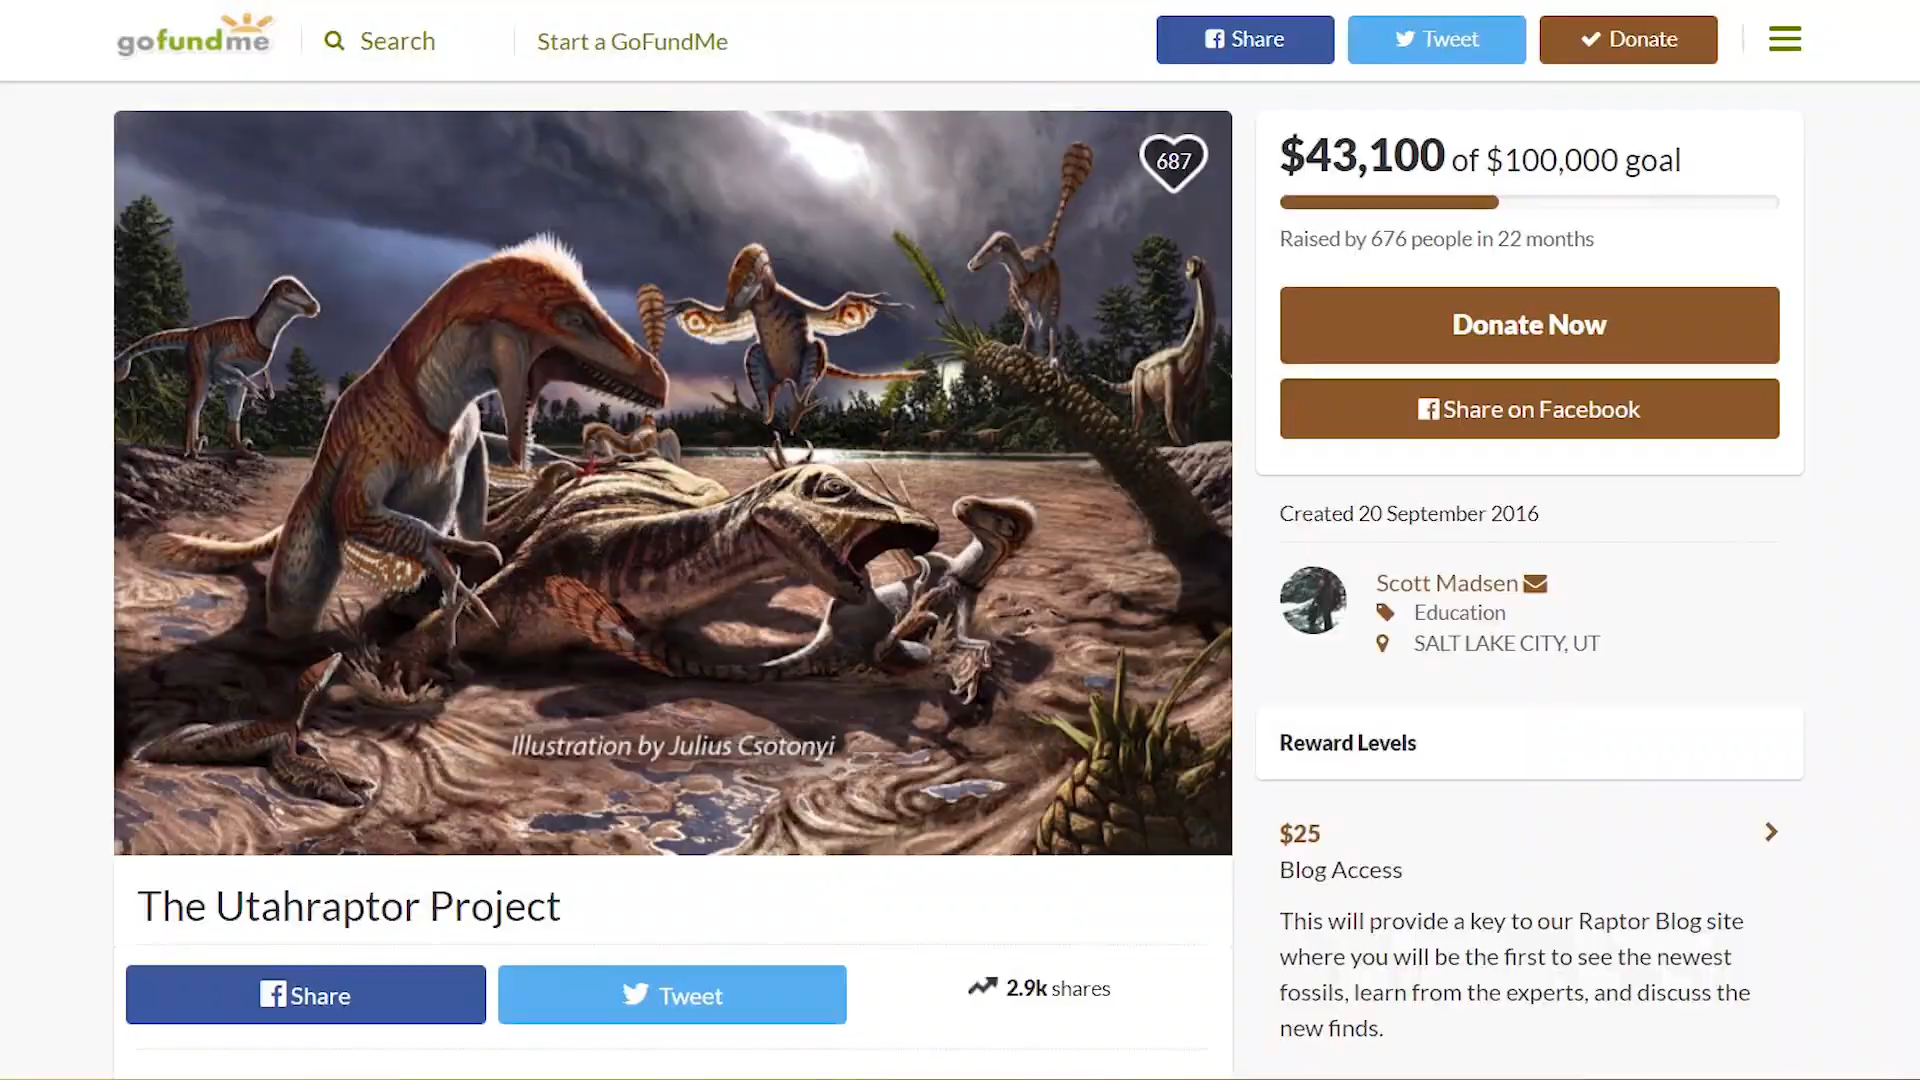 gofundme
Search
Start a GoFundMe
Share
Tweet
Donate
687
Illustration by Julius Csotonyi
The Utahraptor Project
Share
Tweet
2.9k shares
$43,100 of $100,000 goal
Raised by 676 people in 22 months
Donate Now
Share on Facebook
Created 20 September 2016
Scott Madsen
Education
SALT LAKE CITY, UT
Reward Levels
$25
Blog Access
This will provide a key to our Raptor Blog site
where you will be the first to see the newest
fossils, learn from the experts, and discuss the
new finds.